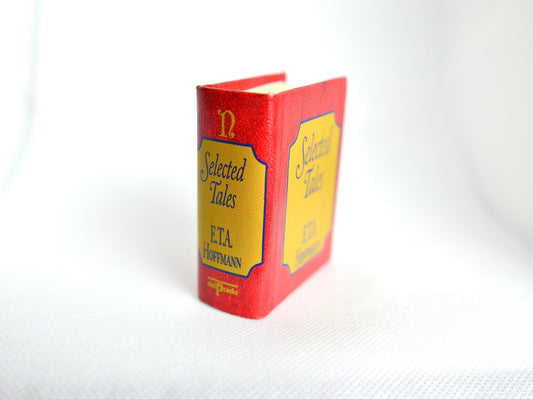 n
Selected
Tales
E.T.A.
HOFFMANN
del Prado
Selected
Tales
E.T.A.
HOFFMANN